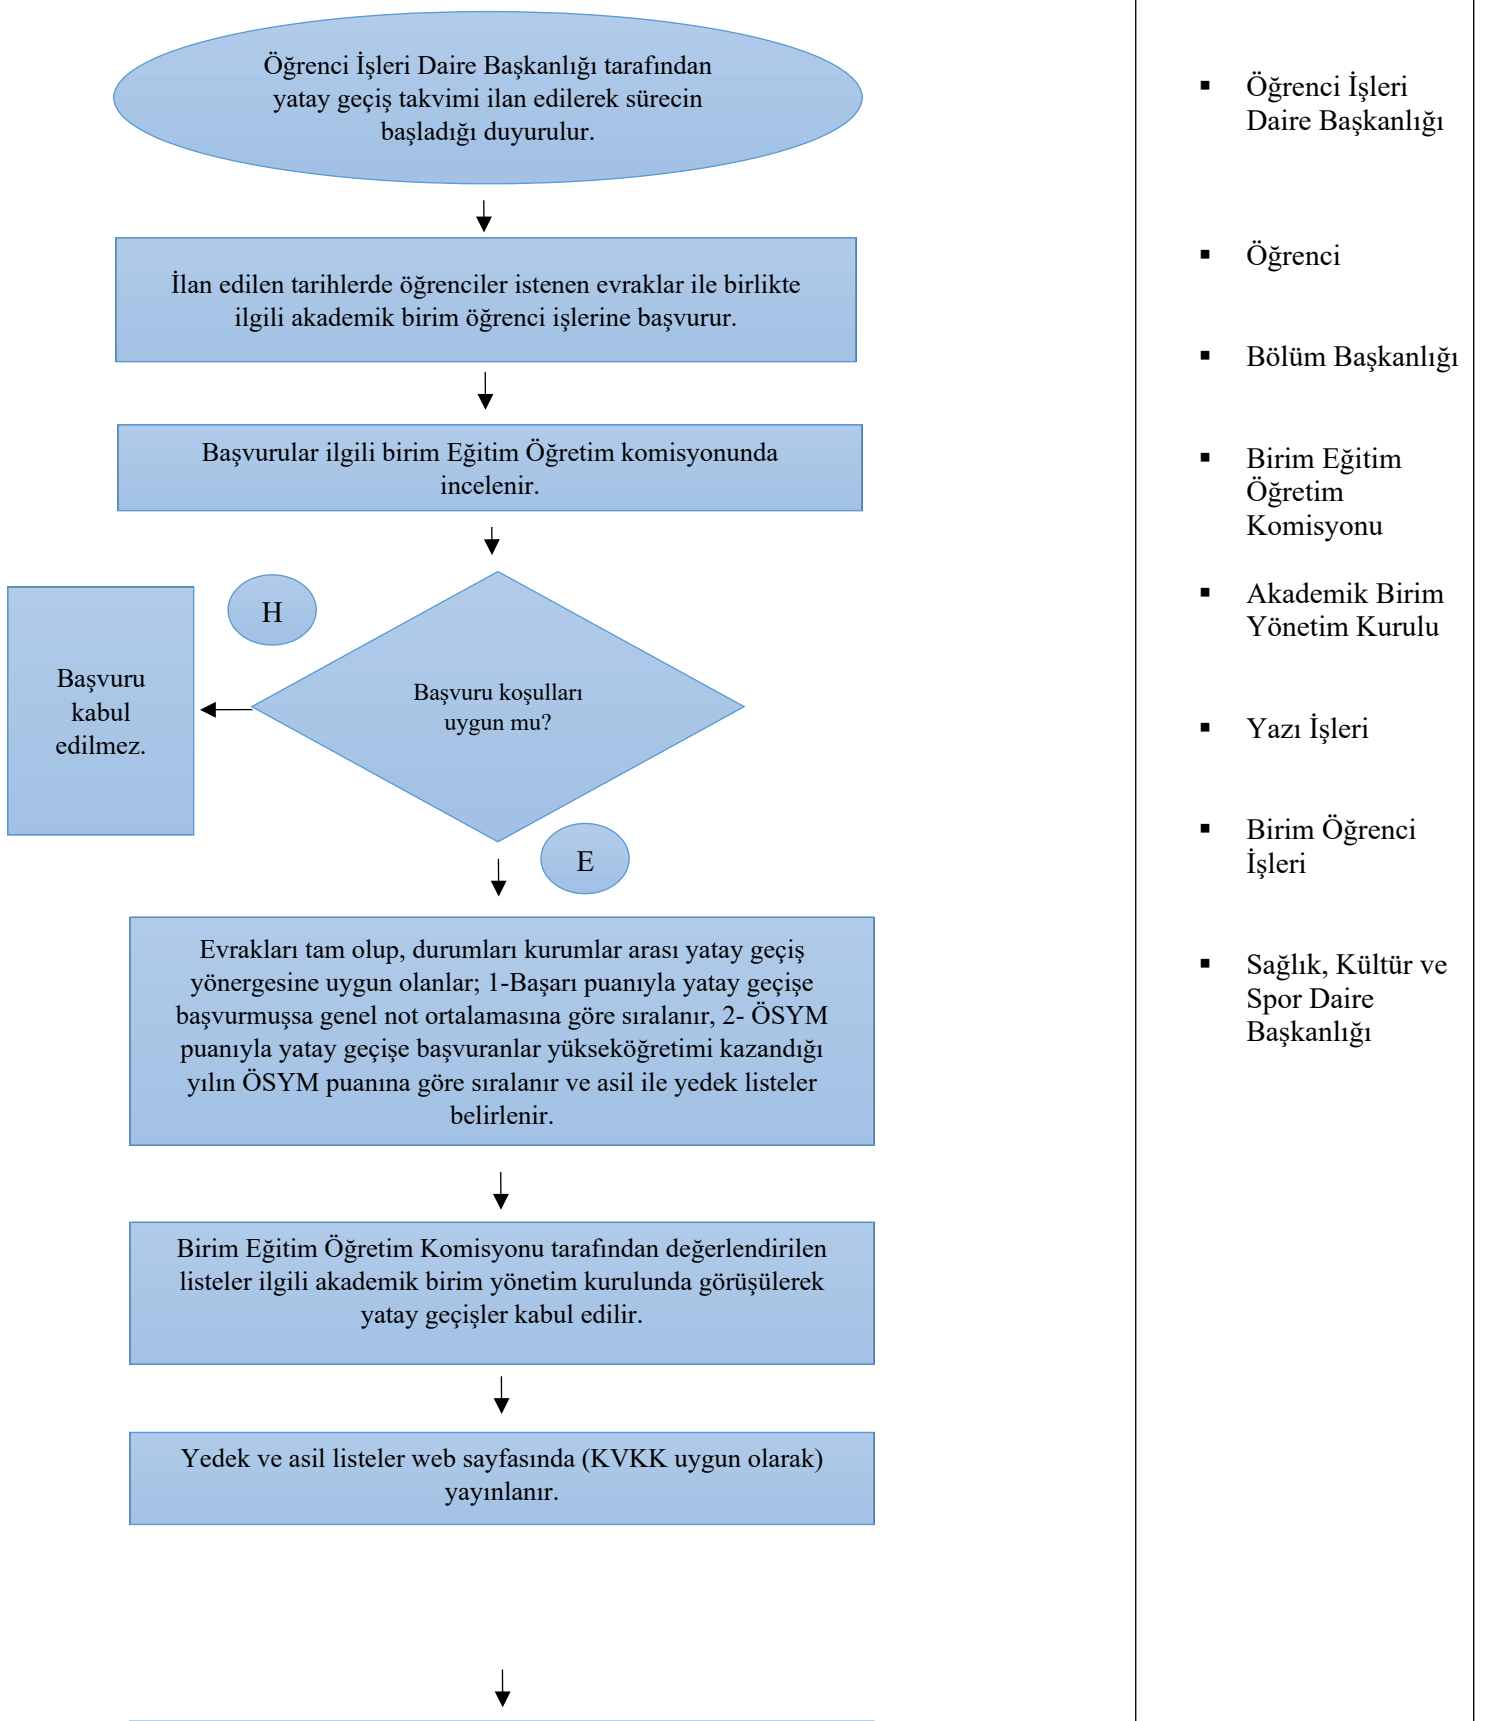 Öğrenci İşleri Daire Başkanlığı tarafından
yatay geçiş takvimi ilan edilerek sürecin
başladığı duyurulur.
İlan edilen tarihlerde öğrenciler istenen evraklar ile birlikte
ilgili akademik birim öğrenci işlerine başvurur.
Başvurular ilgili birim Eğitim Öğretim komisyonunda
incelenir.
H
Başvuru
kabul
edilmez.
Başvuru koşulları
uygun mu?
E
Evrakları tam olup, durumları kurumlar arası yatay geçiş
yönergesine uygun olanlar; 1-Başarı puanıyla yatay geçişe
başvurmuşsa genel not ortalamasına göre sıralanır, 2- ÖSYM
puanıyla yatay geçişe başvuranlar yükseköğretimi kazandığı
yılın ÖSYM puanına göre sıralanır ve asil ile yedek listeler
belirlenir.
Birim Eğitim Öğretim Komisyonu tarafından değerlendirilen
listeler ilgili akademik birim yönetim kurulunda görüşülerek
yatay geçişler kabul edilir.
Yedek ve asil listeler web sayfasında (KVKK uygun olarak)
yayınlanır.
▪ Öğrenci İşleri
Daire Başkanlığı
▪ Öğrenci
▪ Bölüm Başkanlığı
▪ Birim Eğitim
Öğretim
Komisyonu
▪ Akademik Birim
Yönetim Kurulu
▪ Yazı İşleri
▪ Birim Öğrenci
İşleri
▪ Sağlık, Kültür ve
Spor Daire
Başkanlığı